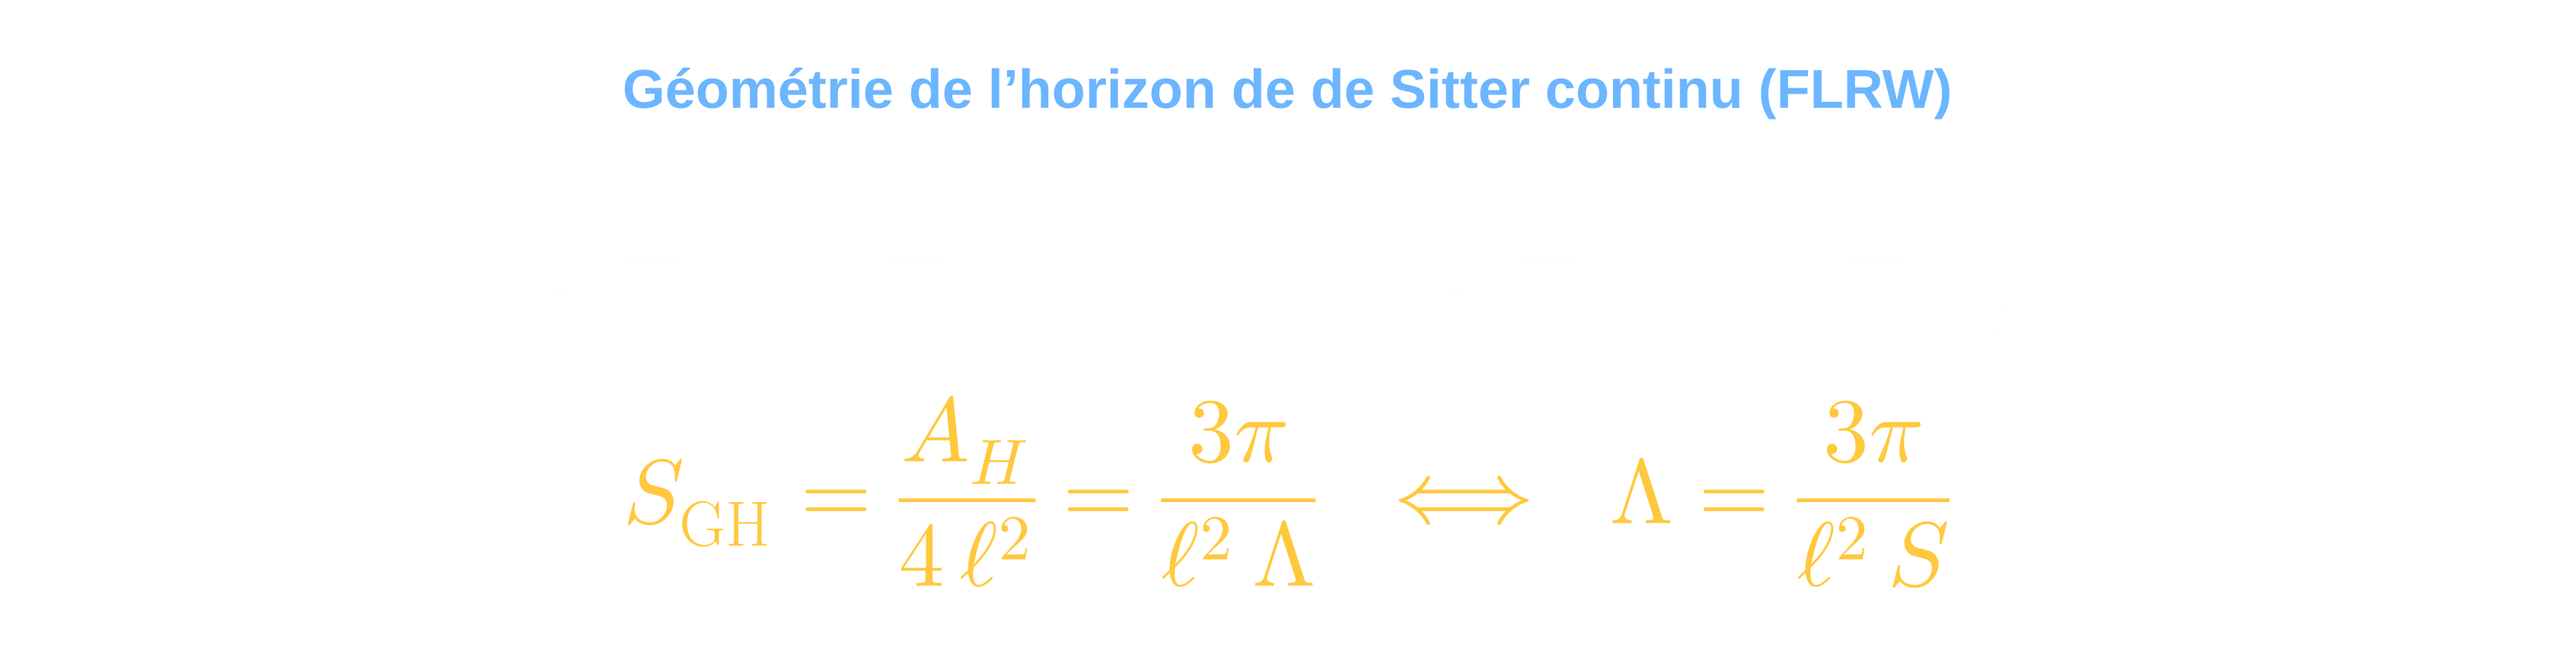 Géométrie de l’horizon de de Sitter continu (FLRW)
S_GH = A_H / (4 ℓ²) = 3π / (ℓ² Λ) ⟺ Λ = 3π / (ℓ² S)